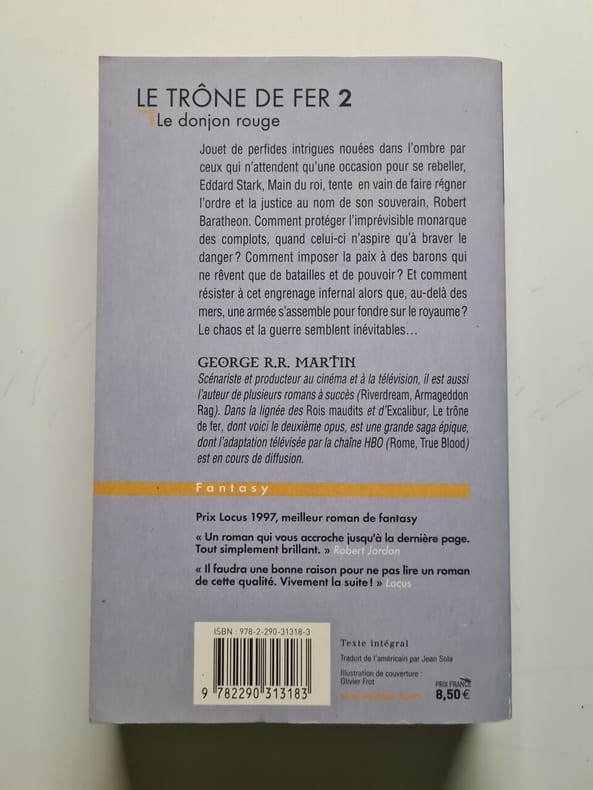 LE TRÔNE DE FER 2
Le donjon rouge
Jouet de perfides intrigues nouées dans l'ombre par
ceux qui n'attendent qu'une occasion pour se rebeller,
Eddard Stark, Main du roi, tente en vain de faire régner
l'ordre et la justice au nom de son souverain, Robert
Baratheon. Comment protéger l'imprévisible monarque
des complots, quand celui-ci n'aspire qu'à braver le
danger ? Comment imposer la paix à des barons qui
ne rêvent que de batailles et de pouvoir ? Et comment
résister à cet engrenage infernal alors que, au-delà des
mers, une armée s'assemble pour fondre sur le royaume ?
Le chaos et la guerre semblent inévitables...
GEORGE R.R. MARTIN
Scénariste et producteur au cinéma et à la télévision, il est aussi
l'auteur de plusieurs romans à succès (Riverdream, Armageddon
Rag). Dans la lignée des Rois maudits et d'Excalibur, Le trône
de fer, dont voici le deuxième opus, est une grande saga épique,
dont l'adaptation télévisée par la chaîne HBO (Rome, True Blood)
est en cours de diffusion.
Fantasy
Prix Locus 1997, meilleur roman de fantasy
« Un roman qui vous accroche jusqu'à la dernière page.
Tout simplement brillant. » Robert Jordan
« Il faudra une bonne raison pour ne pas lire un roman
de cette qualité. Vivement la suite ! » Locus
ISBN : 978-2-290-31318-3
9 782290 313183
Texte intégral
Traduit de l'américain par Jean Sola
Illustration de couverture :
Olivier Frot
PRIX FRANCE
8,50 €